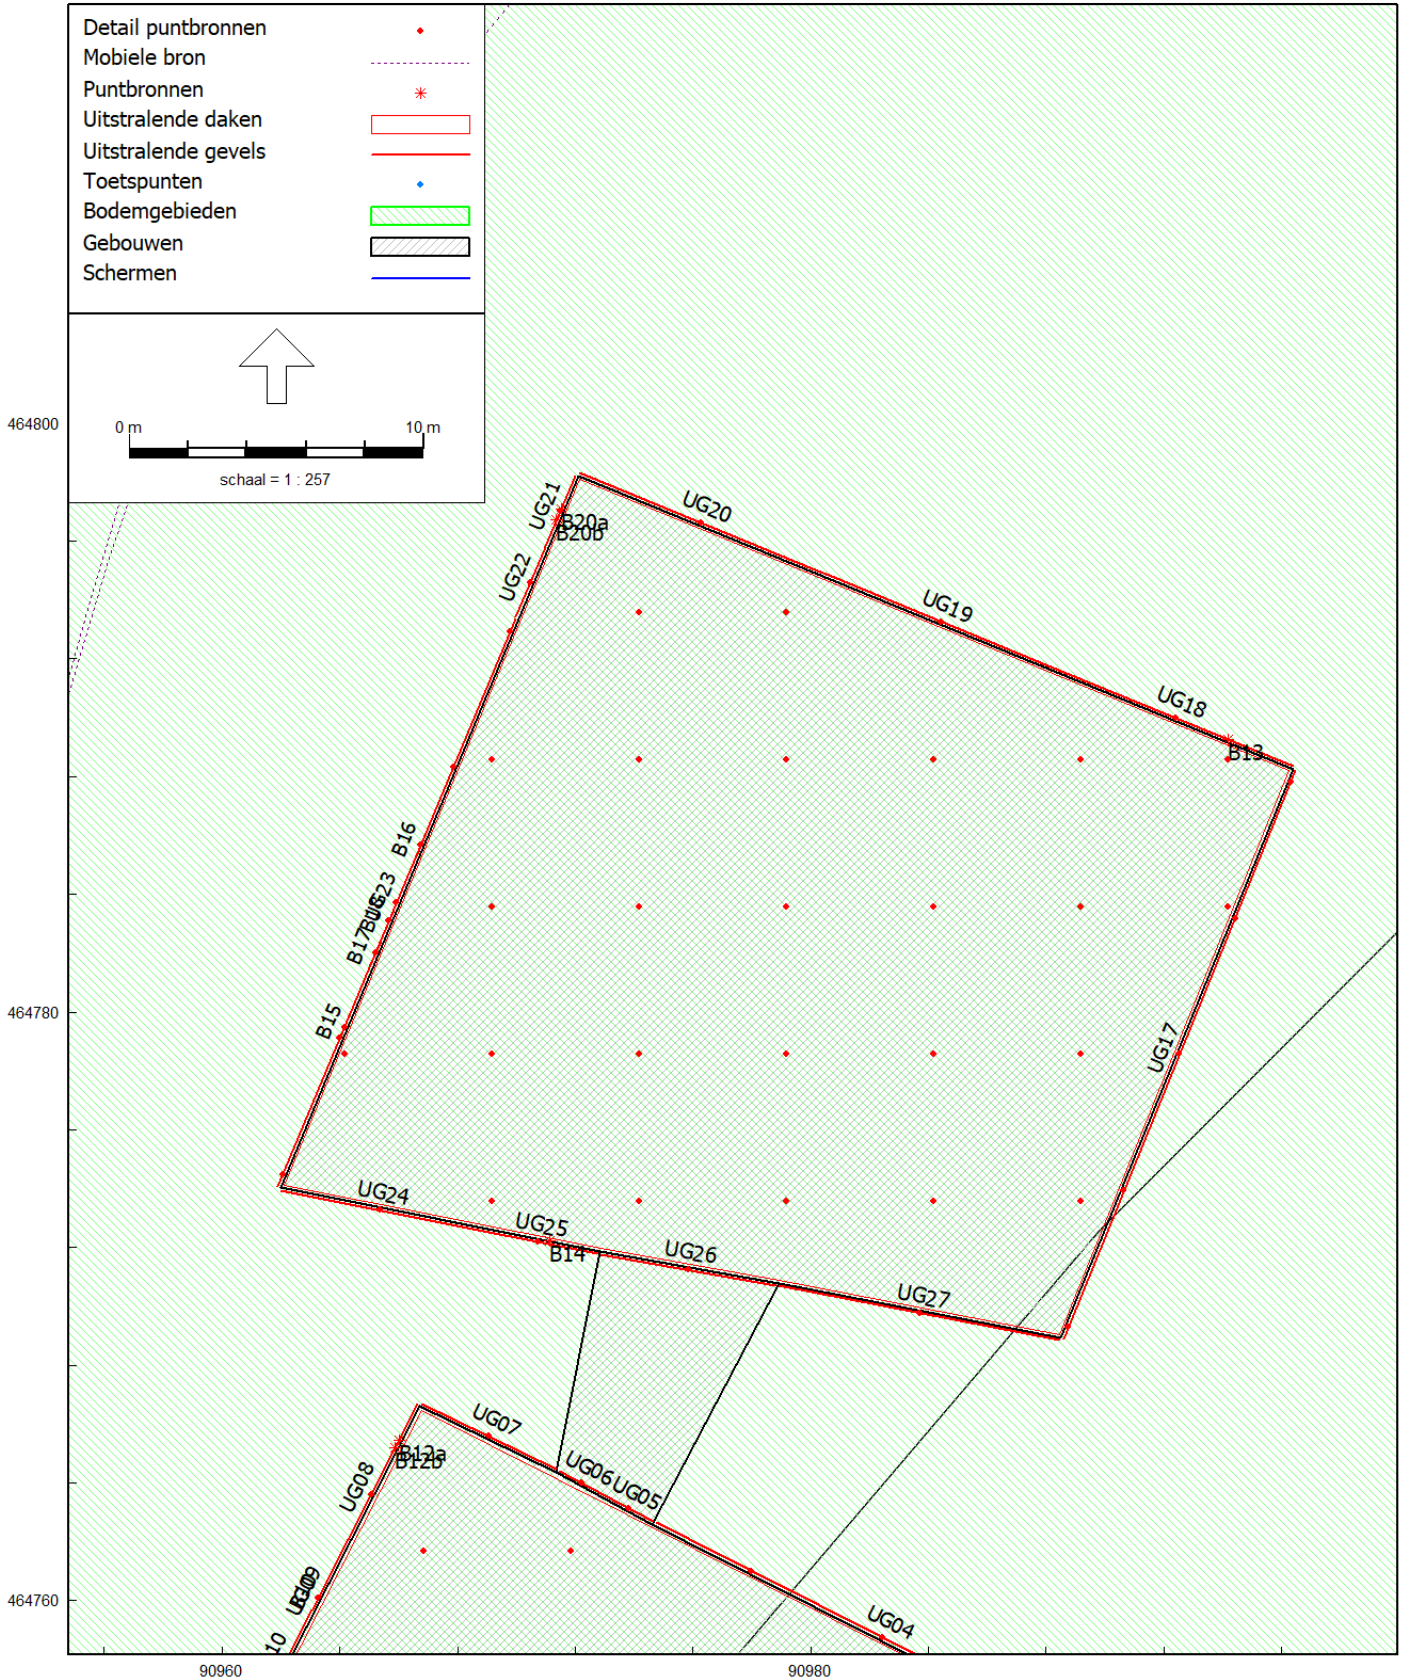 Detail puntbronnen
Mobiele bron
Puntbronnen
Uitstralende daken
Uitstralende gevels
Toetspunten
Bodemgebieden
Gebouwen
Schermen
0 m 10 m
schaal = 1 : 257
464800
UG21
B20a
B20b
UG20
UG22
UG19
UG18
B13
B16
UG23
B18
B17
464780
B15
UG17
UG24
UG25
B14
UG26
UG27
UG07
B12a
B12b
UG06
UG08
UG05
464760
UG04
10
90960 90980